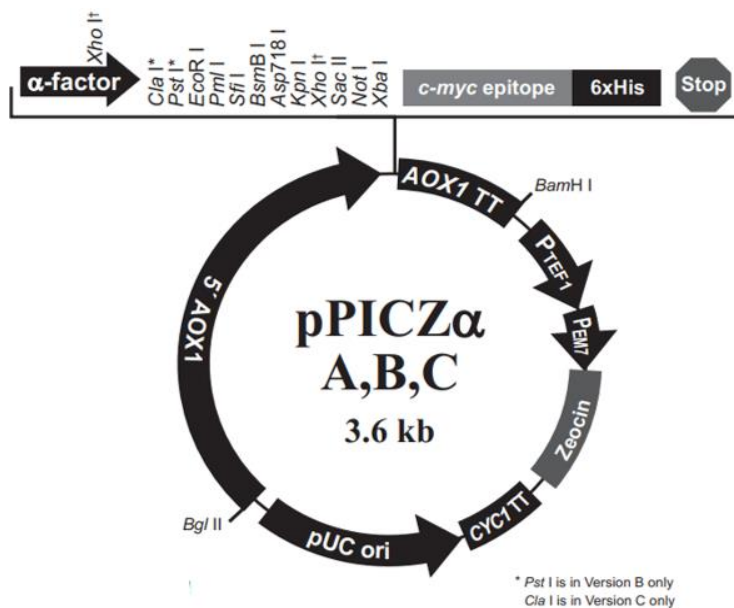 Xho I†
α-factor
Cla I*
Pst I*
EcoR I
Pml I
Sfi I
BsmB I
Asp718 I
Kpn I
Xho I†
Sac II
Not I
Xba I
c-myc epitope
6xHis
Stop
AOX1 TT
BamH I
PTEF1
PEM7
Zeocin
CYC1 TT
pUC ori
Bgl II
5´ AOX1
pPICZα
A,B,C
3.6 kb
* Pst I is in Version B only
Cla I is in Version C only